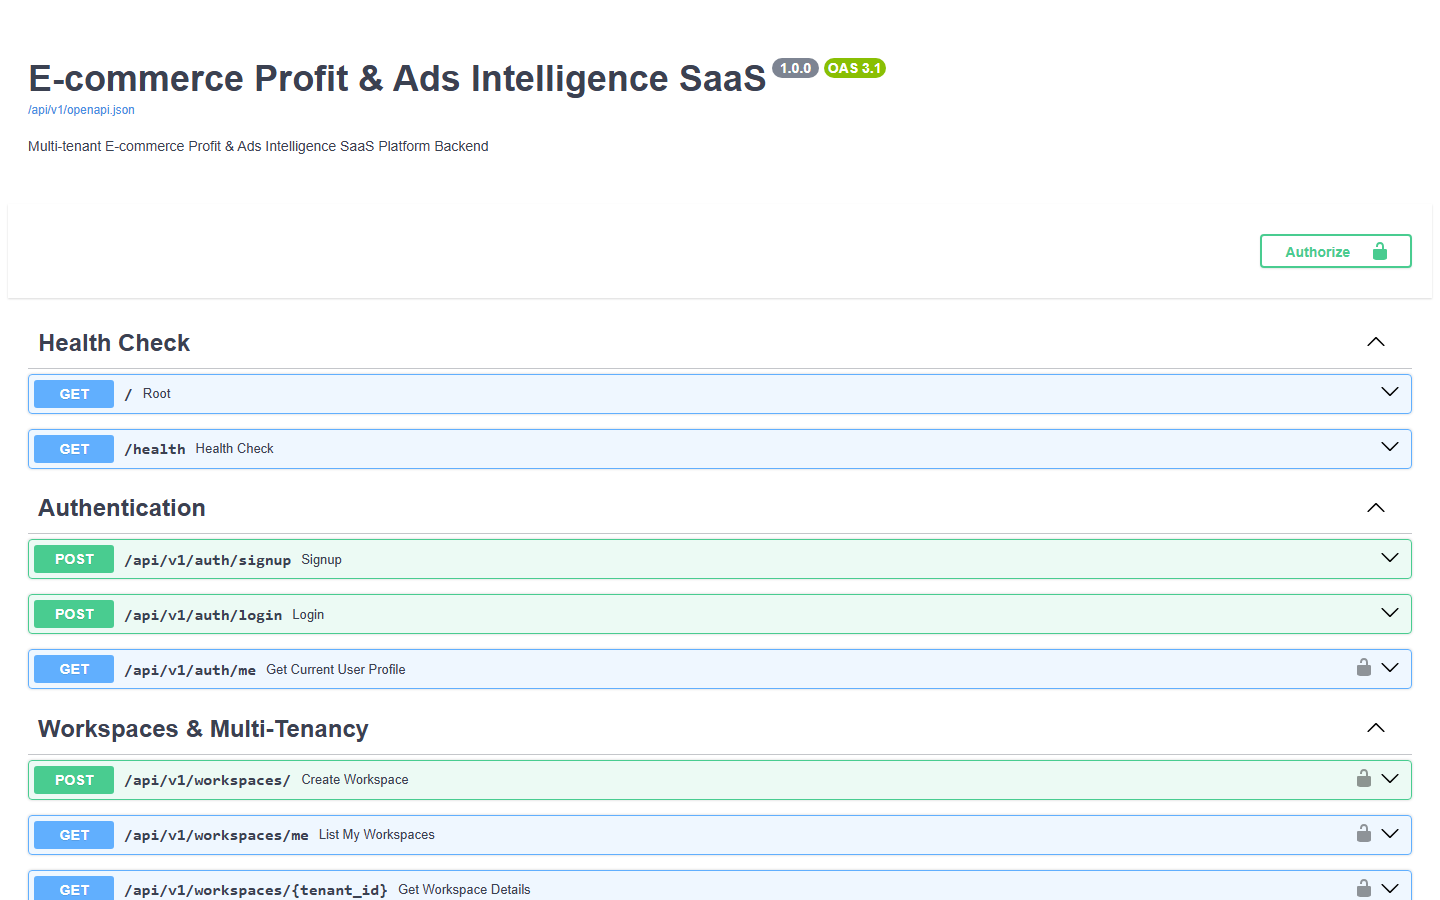 E-commerce Profit & Ads Intelligence SaaS 1.0.0 OAS 3.1
/api/v1/openapi.json
Multi-tenant E-commerce Profit & Ads Intelligence SaaS Platform Backend
Authorize
Health Check
GET / Root
GET /health Health Check
Authentication
POST /api/v1/auth/signup Signup
POST /api/v1/auth/login Login
GET /api/v1/auth/me Get Current User Profile
Workspaces & Multi-Tenancy
POST /api/v1/workspaces/ Create Workspace
GET /api/v1/workspaces/me List My Workspaces
GET /api/v1/workspaces/{tenant_id} Get Workspace Details